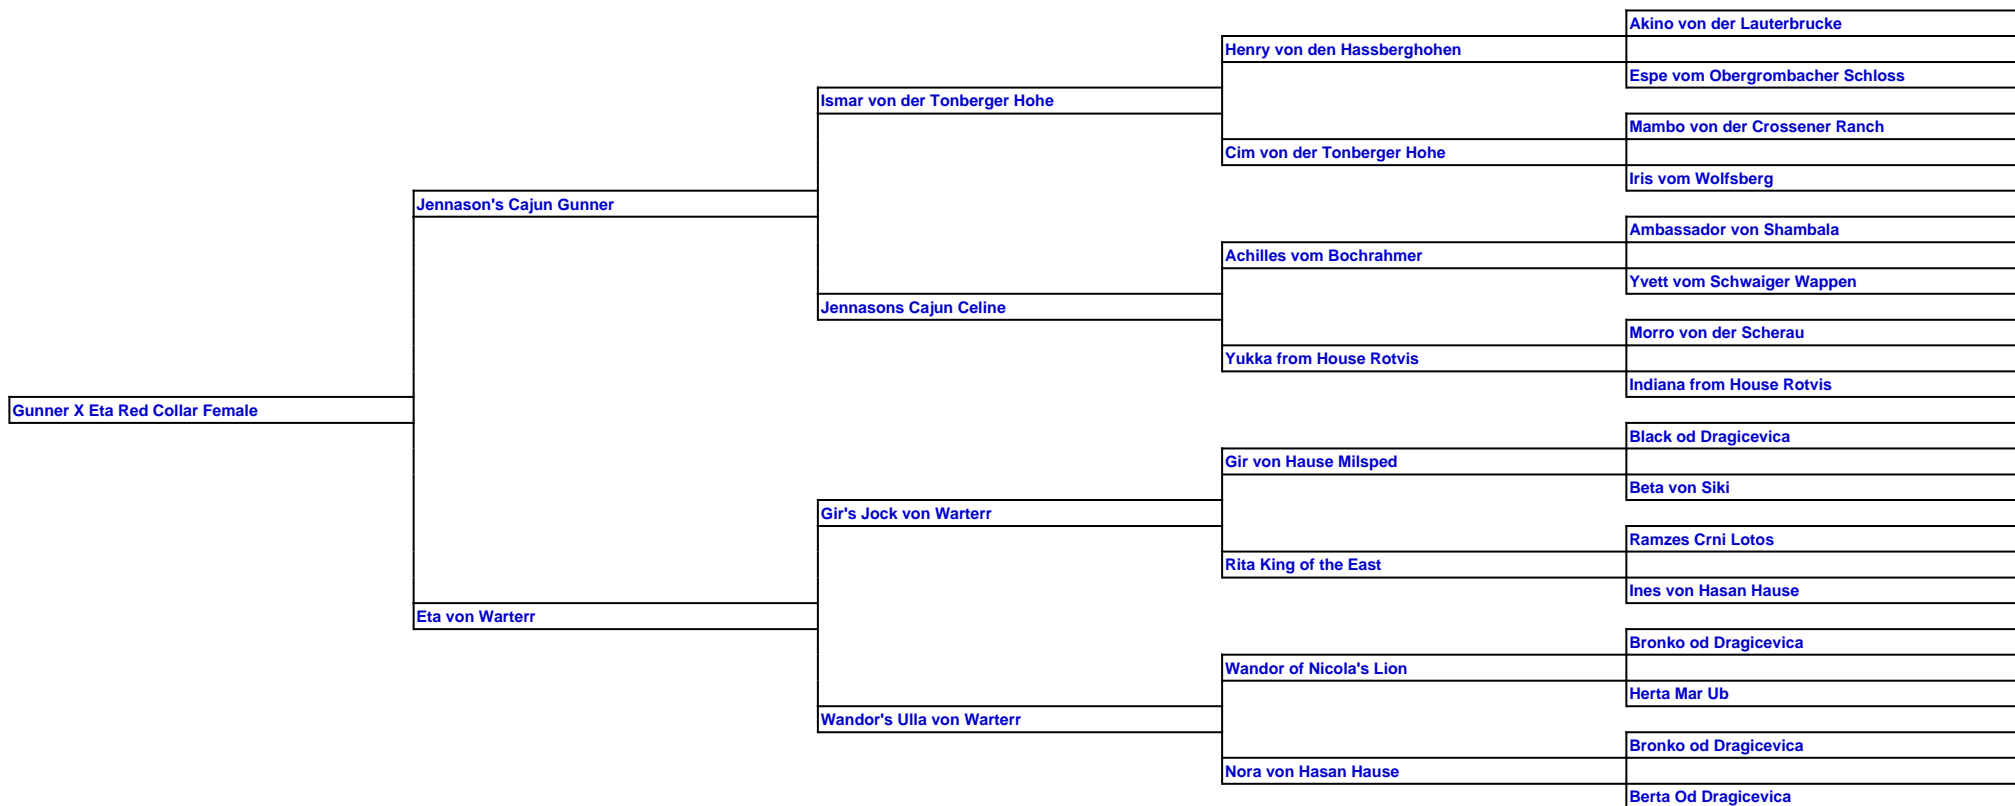 Akino von der Lauterbrucke
Henry von den Hassberghohen
Espe vom Obergrombacher Schloss
Ismar von der Tonberger Hohe
Mambo von der Crossener Ranch
Cim von der Tonberger Hohe
Iris vom Wolfsberg
Jennason's Cajun Gunner
Ambassador von Shambala
Achilles vom Bochrahmer
Yvett vom Schwaiger Wappen
Jennasons Cajun Celine
Morro von der Scherau
Yukka from House Rotvis
Indiana from House Rotvis
Gunner X Eta Red Collar Female
Black od Dragicevica
Gir von Hause Milsped
Beta von Siki
Gir's Jock von Warterr
Ramzes Crni Lotos
Rita King of the East
Ines von Hasan Hause
Eta von Warterr
Bronko od Dragicevica
Wandor of Nicola's Lion
Herta Mar Ub
Wandor's Ulla von Warterr
Bronko od Dragicevica
Nora von Hasan Hause
Berta Od Dragicevica